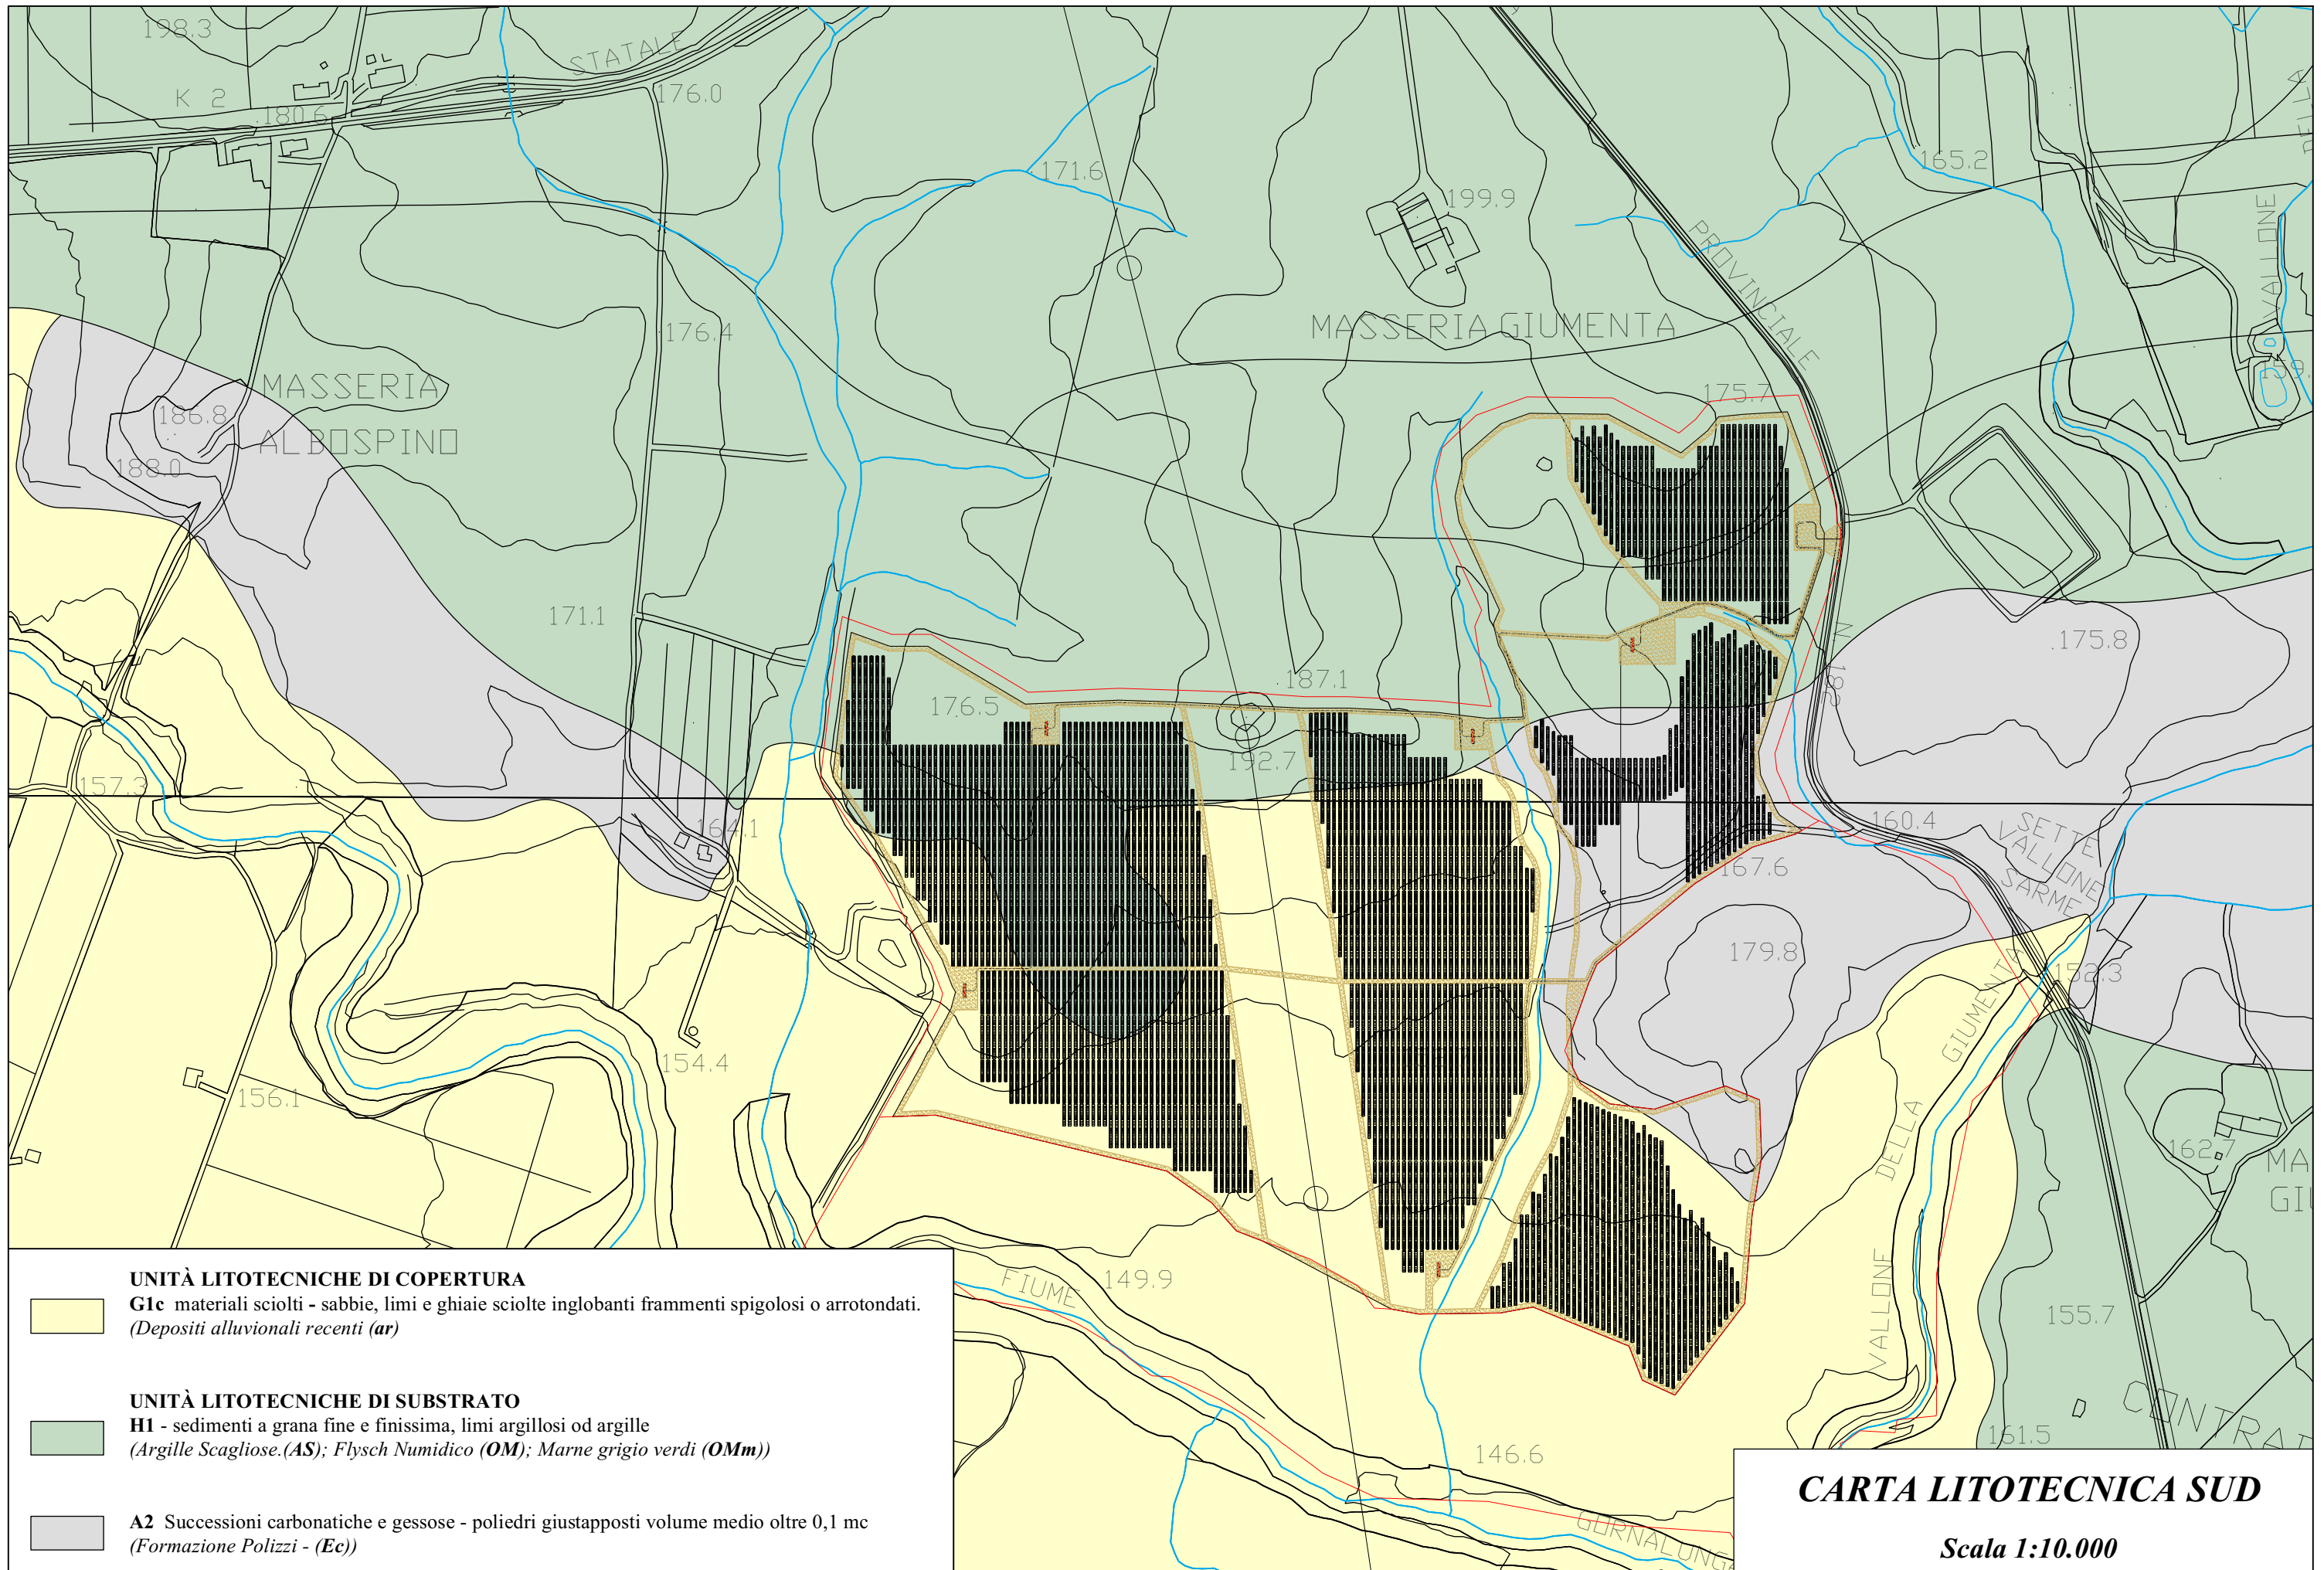 198.3
STATALE
K 2
180.6
176.0
171.6
199.9
165.2
PROVINCIALE
VALLONE
MASSERIA GIUMENTA
176.4
MASSERIA
ALBOSPINO
186.8
188.0
175.7
171.1
175.8
N. 182
187.1
176.5
192.7
157.3
164.1
160.4
167.6
SETTE
VALLONE
SARME
179.8
152.3
154.4
156.1
VALLONE DELLA GIUMENTA
162.7
FIUME
149.9
155.7
CONTRA
146.6
161.5
GORNALUNGA
UNITÀ LITOTECNICHE DI COPERTURA
G1c materiali sciolti - sabbie, limi e ghiaie sciolte inglobanti frammenti spigolosi o arrotondati.
(Depositi alluvionali recenti (ar)
UNITÀ LITOTECNICHE DI SUBSTRATO
H1 - sedimenti a grana fine e finissima, limi argillosi od argille
(Argille Scagliose.(AS); Flysch Numidico (OM); Marne grigio verdi (OMm))
A2 Successioni carbonatiche e gessose - poliedri giustapposti volume medio oltre 0,1 mc
(Formazione Polizzi - (Ec))
CARTA LITOTECNICA SUD
Scala 1:10.000